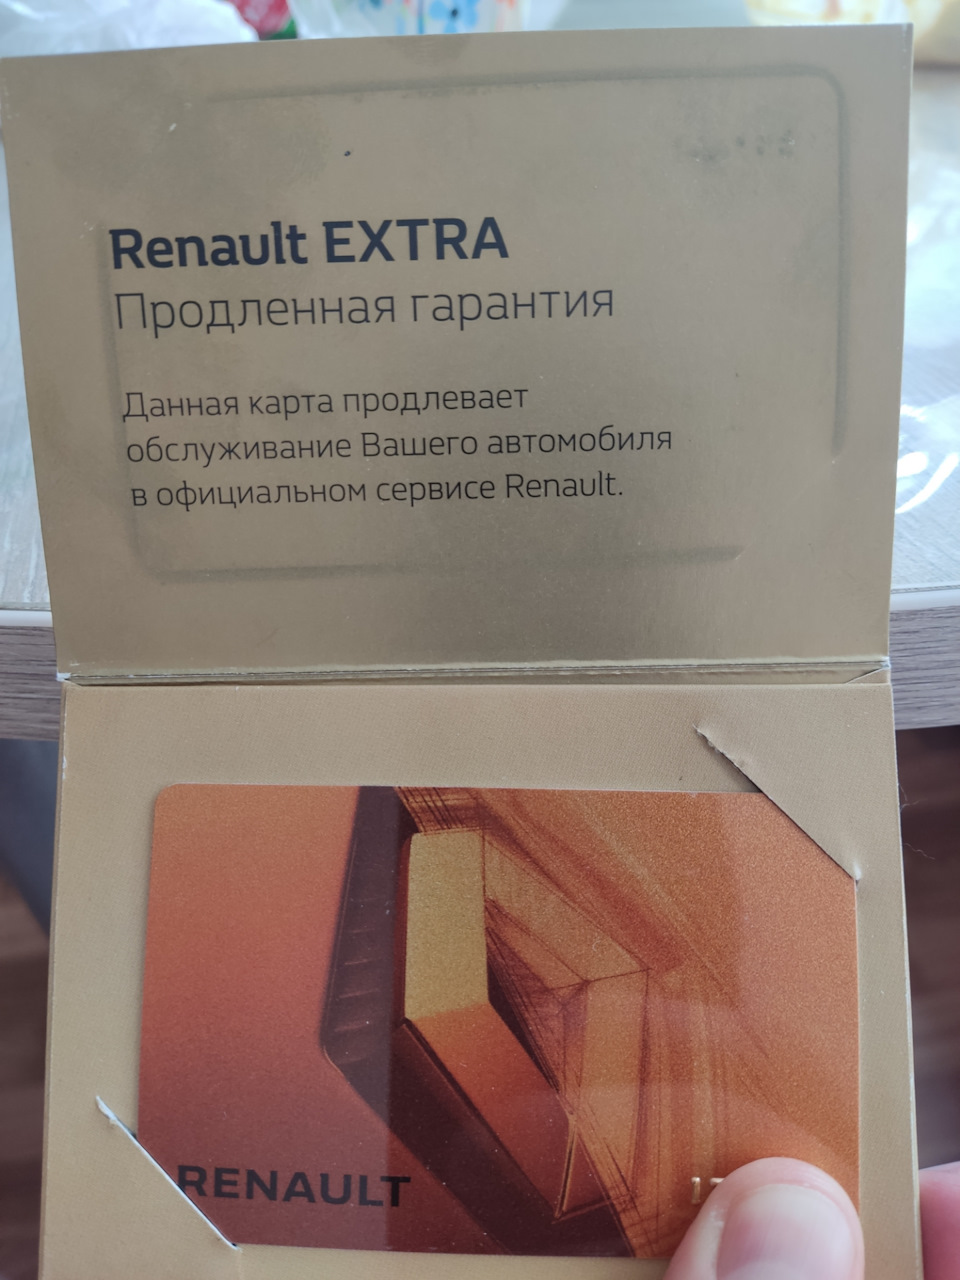 Renault EXTRA
Продленная гарантия
Данная карта продлевает
обслуживание Вашего автомобиля
в официальном сервисе Renault.
RENAULT